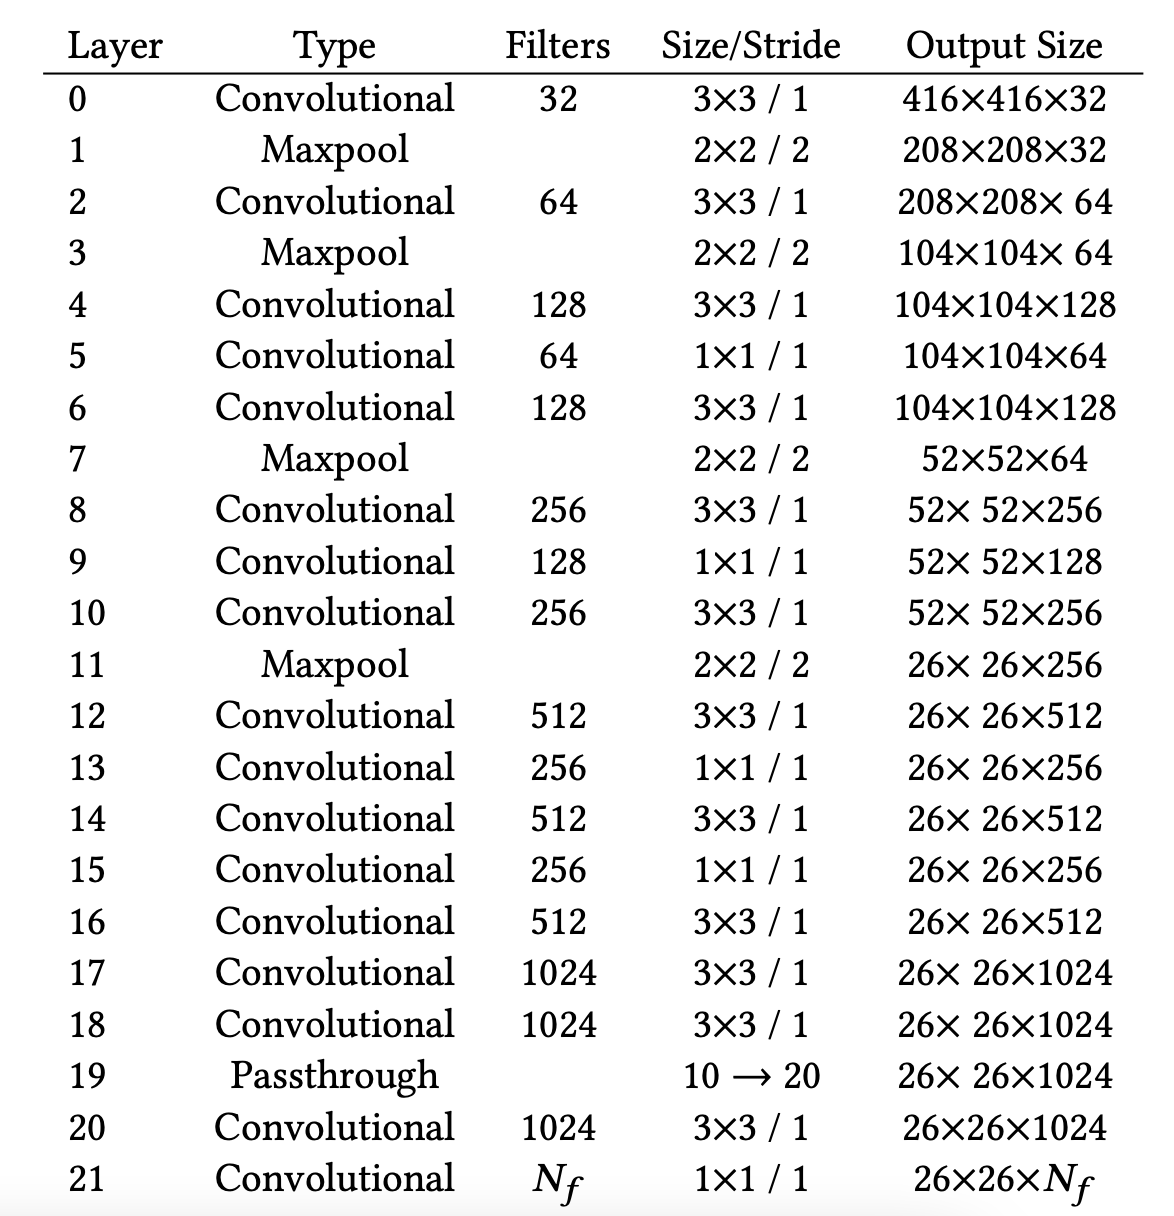 Layer Type Filters Size/Stride Output Size
0 Convolutional 32 3×3 / 1 416×416×32
1 Maxpool 2×2 / 2 208×208×32
2 Convolutional 64 3×3 / 1 208×208× 64
3 Maxpool 2×2 / 2 104×104× 64
4 Convolutional 128 3×3 / 1 104×104×128
5 Convolutional 64 1×1 / 1 104×104×64
6 Convolutional 128 3×3 / 1 104×104×128
7 Maxpool 2×2 / 2 52×52×64
8 Convolutional 256 3×3 / 1 52× 52×256
9 Convolutional 128 1×1 / 1 52× 52×128
10 Convolutional 256 3×3 / 1 52× 52×256
11 Maxpool 2×2 / 2 26× 26×256
12 Convolutional 512 3×3 / 1 26× 26×512
13 Convolutional 256 1×1 / 1 26× 26×256
14 Convolutional 512 3×3 / 1 26× 26×512
15 Convolutional 256 1×1 / 1 26× 26×256
16 Convolutional 512 3×3 / 1 26× 26×512
17 Convolutional 1024 3×3 / 1 26× 26×1024
18 Convolutional 1024 3×3 / 1 26× 26×1024
19 Passthrough 10 → 20 26× 26×1024
20 Convolutional 1024 3×3 / 1 26×26×1024
21 Convolutional N_f 1×1 / 1 26×26×N_f